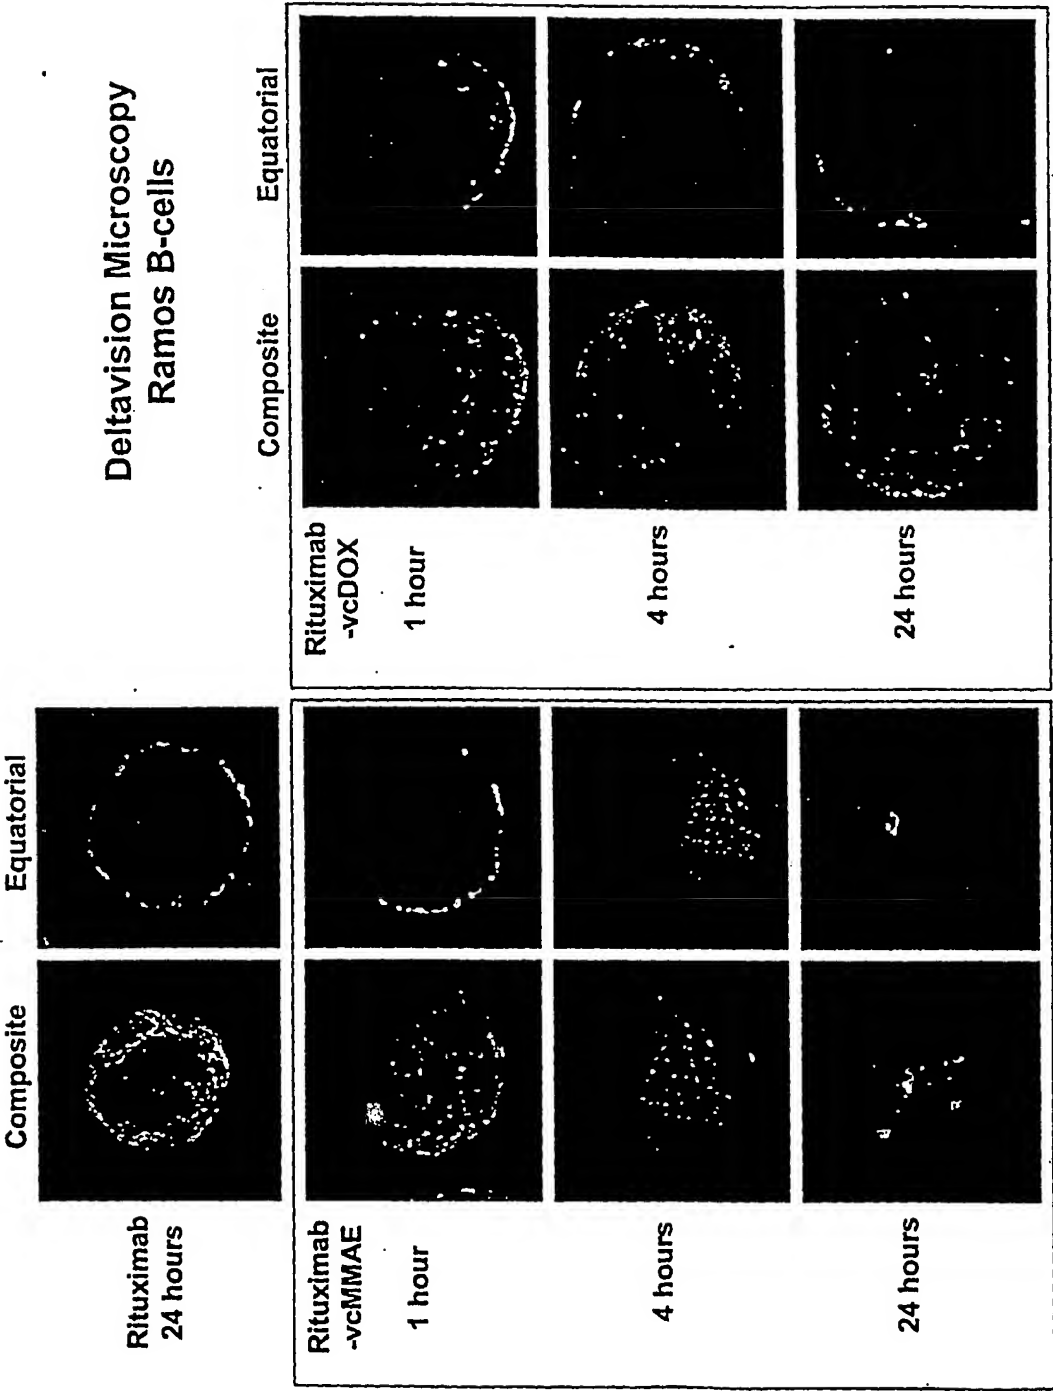 Deltavision Microscopy
Ramos B-cells
Composite
Equatorial
Rituximab
24 hours
Rituximab
-vcMMAE
1 hour
4 hours
24 hours
Composite
Equatorial
Rituximab
-vcDOX
1 hour
4 hours
24 hours